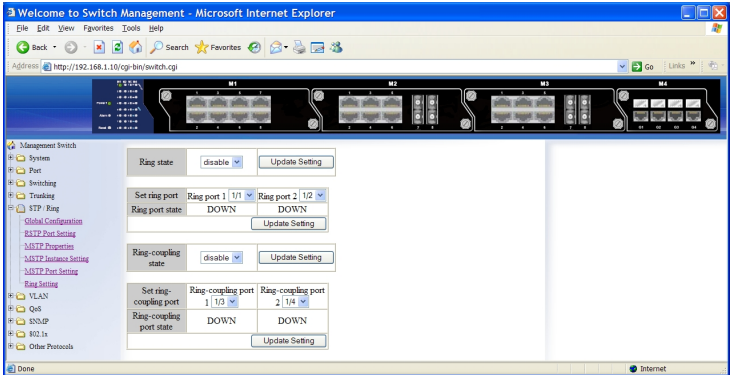 Welcome to Switch Management - Microsoft Internet Explorer
File Edit View Favorites Tools Help
Back Search Favorites
Address http://192.168.1.10/cgi-bin/switch.cgi Go Links »
M1 M2 M3 M4
Management Switch
System
Port
Switching
Trunking
STP / Ring
Global Configuration
RSTP Port Setting
MSTP Properties
MSTP Instance Setting
MSTP Port Setting
Ring Setting
VLAN
QoS
SNMP
802.1x
Other Protocols
Ring state disable Update Setting
Set ring port Ring port 1 1/1 Ring port 2 1/2
Ring port state DOWN DOWN
Update Setting
Ring-coupling
state disable Update Setting
Set ring-
coupling port Ring-coupling port
1 1/3 Ring-coupling port
2 1/4
Ring-coupling
port state DOWN DOWN
Update Setting
Done Internet